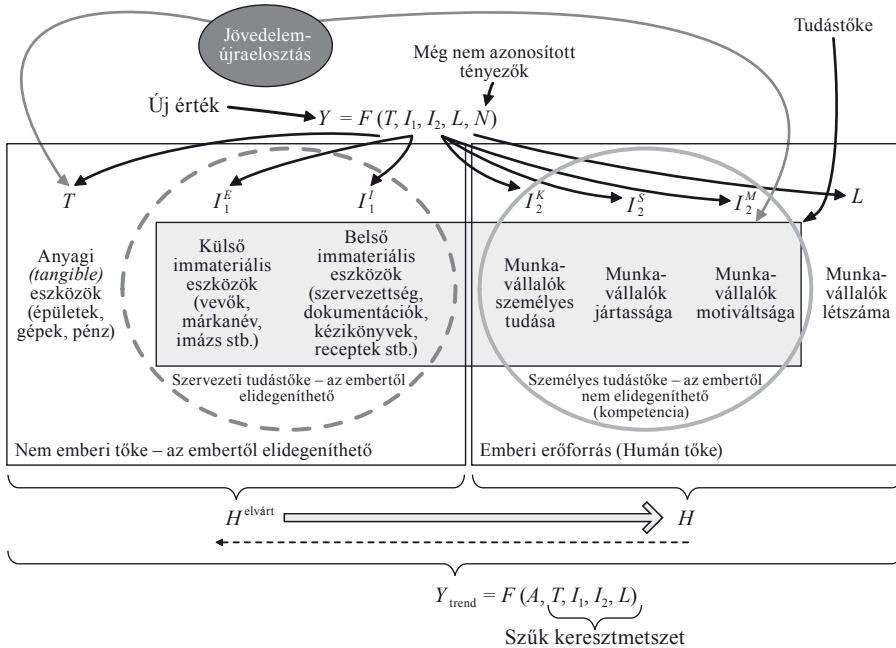 Jövedelem-
újraelosztás
Tudástőke
Még nem azonosított
tényezők
Új érték
Y = F (T, I₁, I₂, L, N)
T
I₁ᴱ
I₁ᴵ
I₂ᴷ
I₂ˢ
I₂ᴹ
L
Anyagi
(tangible)
eszközök
(épületek,
gépek, pénz)
Külső
immateriális
eszközök
(vevők,
márkanév,
imázs stb.)
Belső
immateriális
eszközök
(szervezettség,
dokumentációk,
kézikönyvek,
receptek stb.)
Munka-
vállalók
személyes
tudása
Munka-
vállalók
jártassága
Munka-
vállalók
motiváltsága
Munka-
vállalók
létszáma
Szervezeti tudástőke – az embertől
elidegeníthető
Személyes tudástőke – az embertől
nem elidegeníthető
(kompetencia)
Nem emberi tőke – az embertől elidegeníthető
Emberi erőforrás (Humán tőke)
H elvárt
H
Y trend = F (A, T, I₁, I₂, L)
Szűk keresztmetszet